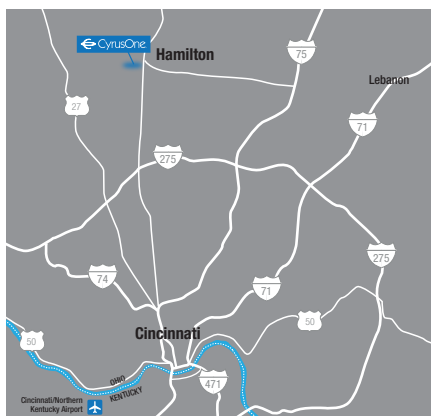 CyrusOne
Hamilton
75
Lebanon
27
71
275
275
74
71
Cincinnati
50
50
OHIO
KENTUCKY
471
Cincinnati/Northern
Kentucky Airport